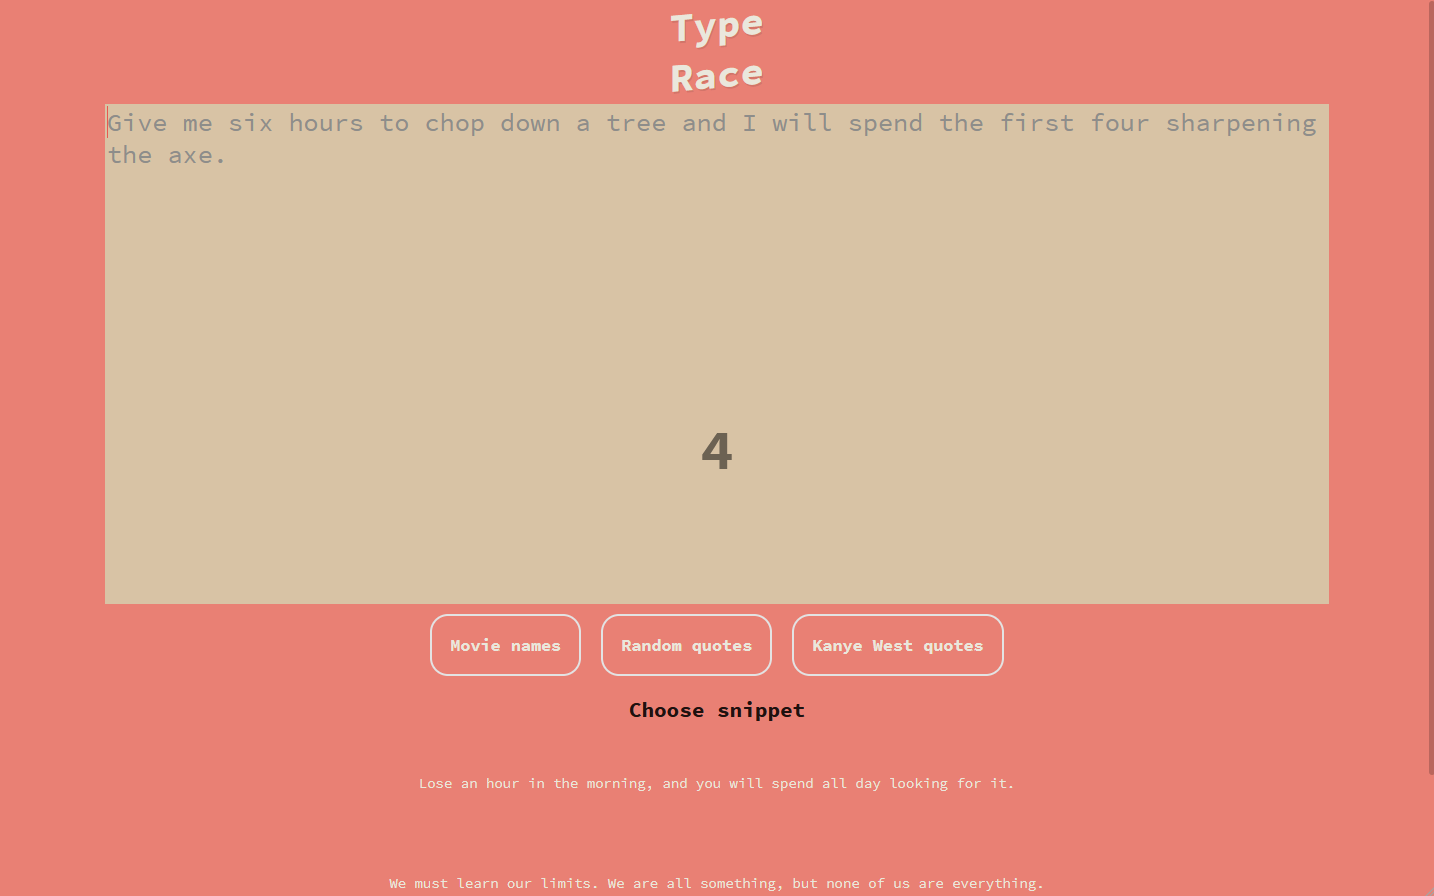 Type
Race
Give me six hours to chop down a tree and I will spend the first four sharpening
the axe.
4
Movie names
Random quotes
Kanye West quotes
Choose snippet
Lose an hour in the morning, and you will spend all day looking for it.
We must learn our limits. We are all something, but none of us are everything.